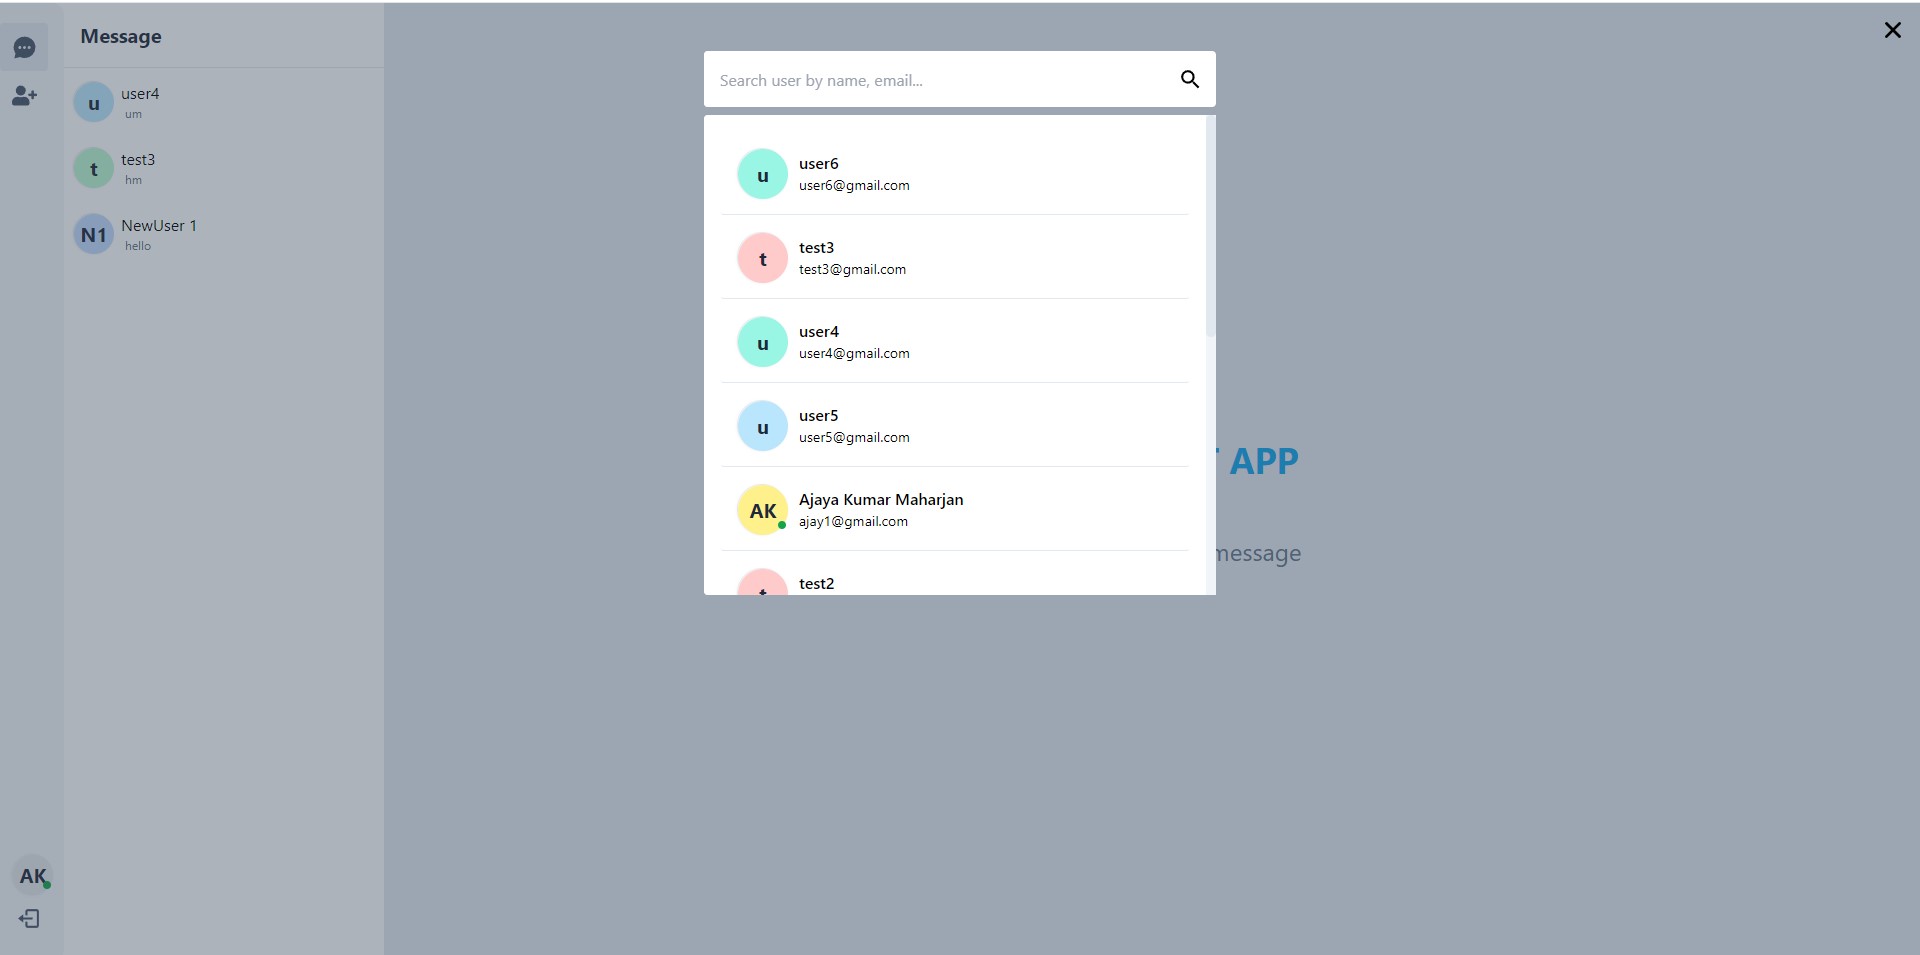 Message
u
user4
um
t
test3
hm
N1
NewUser 1
hello
AK
Search user by name, email...
u
user6
user6@gmail.com
t
test3
test3@gmail.com
u
user4
user4@gmail.com
u
user5
user5@gmail.com
AK
Ajaya Kumar Maharjan
ajay1@gmail.com
t
test2
APP
message